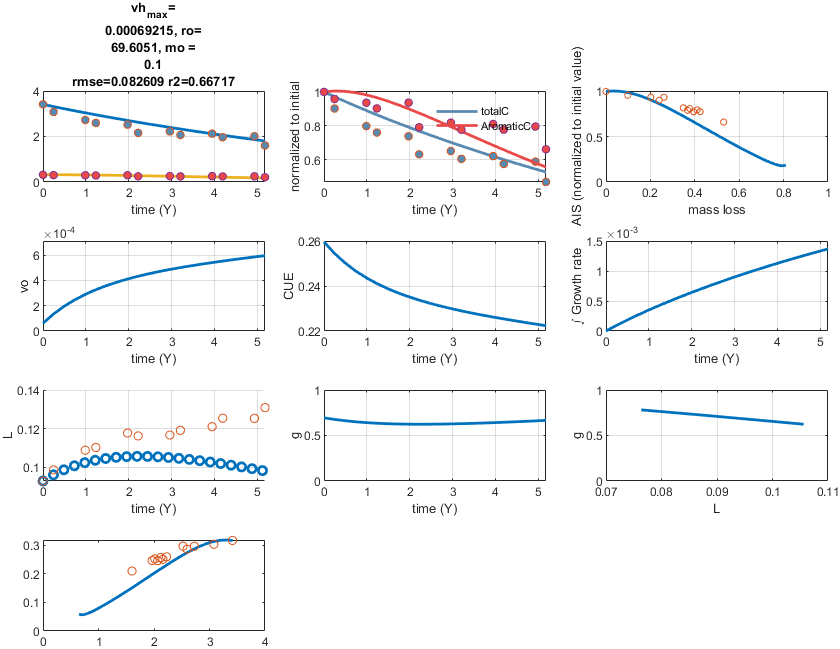 vh_max=
0.00069215, ro=
69.6051, mo =
0.1
rmse=0.082609 r2=0.66717
4
2
0
0 1 2 3 4 5
time (Y)
normalized to initial
1
0.8
0.6
totalC
AromaticC
0 1 2 3 4 5
time (Y)
AIS (normalized to initial value)
1
0.5
0
0 0.2 0.4 0.6 0.8 1
mass loss
×10^-4
vo
6
4
2
0
0 1 2 3 4 5
time (Y)
CUE
0.26
0.24
0.22
0 1 2 3 4 5
time (Y)
×10^-3
∫ Growth rate
1.5
1
0.5
0
0 1 2 3 4 5
time (Y)
L
0.14
0.12
0.1
0 1 2 3 4 5
time (Y)
g
1
0.5
0
0 1 2 3 4 5
time (Y)
g
1
0.5
0
0.07 0.08 0.09 0.1 0.11
L
0.3
0.2
0.1
0
0 1 2 3 4